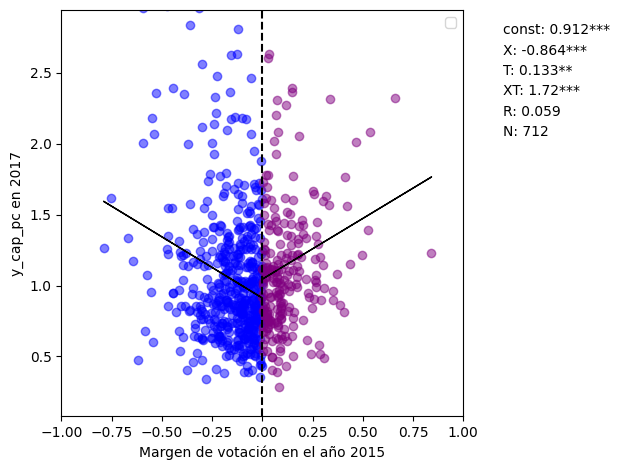 const: 0.912***
X: -0.864***
T: 0.133**
XT: 1.72***
R: 0.059
N: 712
y_cap_pc en 2017
2.5
2.0
1.5
1.0
0.5
−1.00 −0.75 −0.50 −0.25 0.00 0.25 0.50 0.75 1.00
Margen de votación en el año 2015